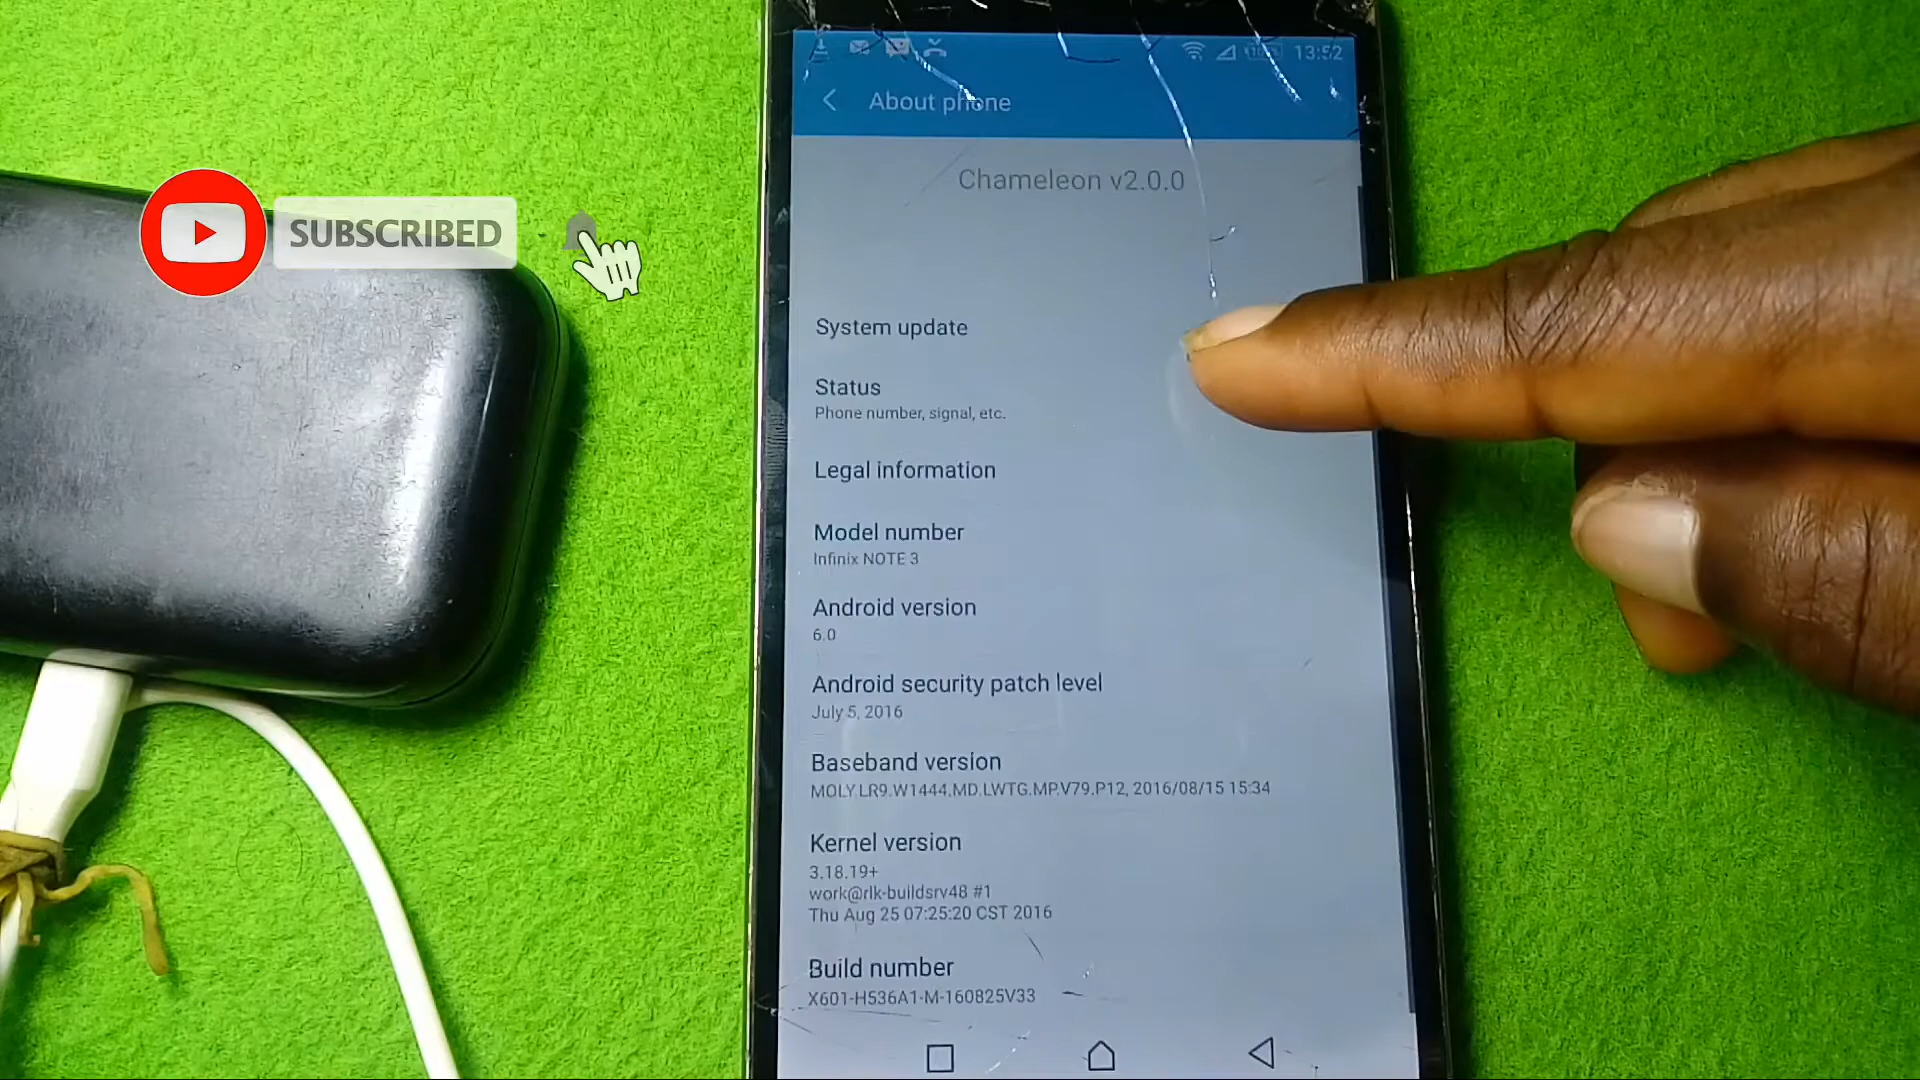 13:52
About phone
Chameleon v2.0.0
SUBSCRIBED
System update
Status
Phone number, signal, etc.
Legal information
Model number
Infinix NOTE 3
Android version
6.0
Android security patch level
July 5, 2016
Baseband version
MOLY.LR9.W1444.MD.LWTG.MP.V79.P12, 2016/08/15 15:34
Kernel version
3.18.19+
work@rlk-buildsrv48 #1
Thu Aug 25 07:25:20 CST 2016
Build number
X601-H536A1-M-160825V33